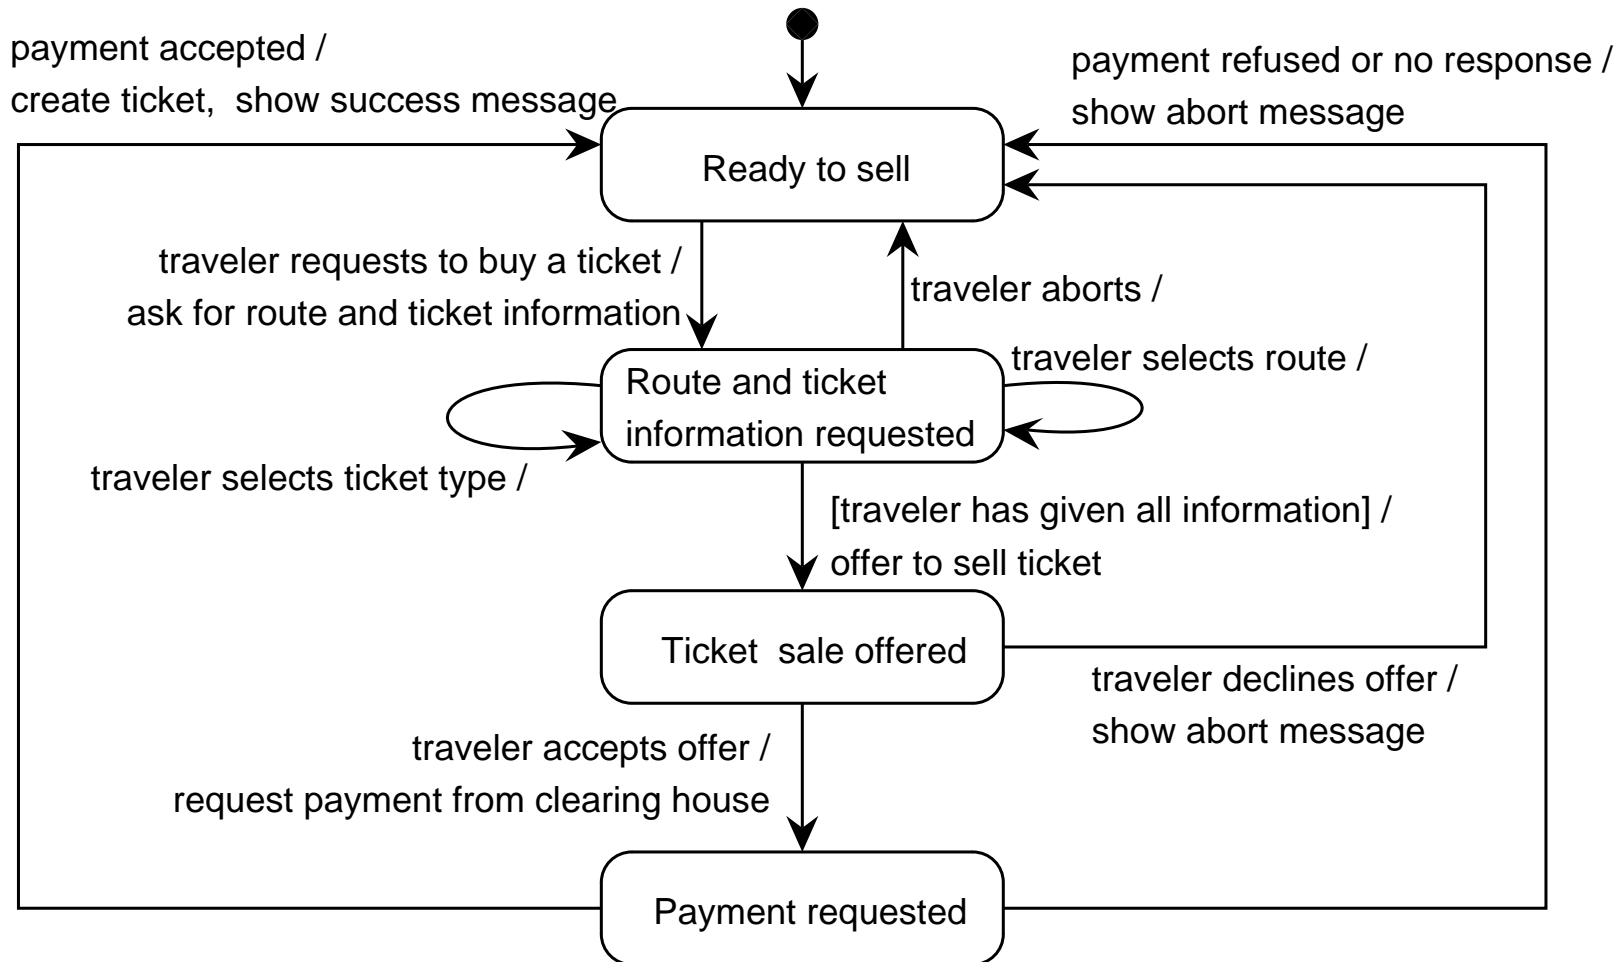 payment accepted /
create ticket,  show success message
payment refused or no response /
show abort message
Ready to sell
traveler requests to buy a ticket /
ask for route and ticket information
traveler aborts /
traveler selects route /
Route and ticket
information requested
traveler selects ticket type /
[traveler has given all information] /
offer to sell ticket
Ticket  sale offered
traveler declines offer /
show abort message
traveler accepts offer /
request payment from clearing house
Payment requested